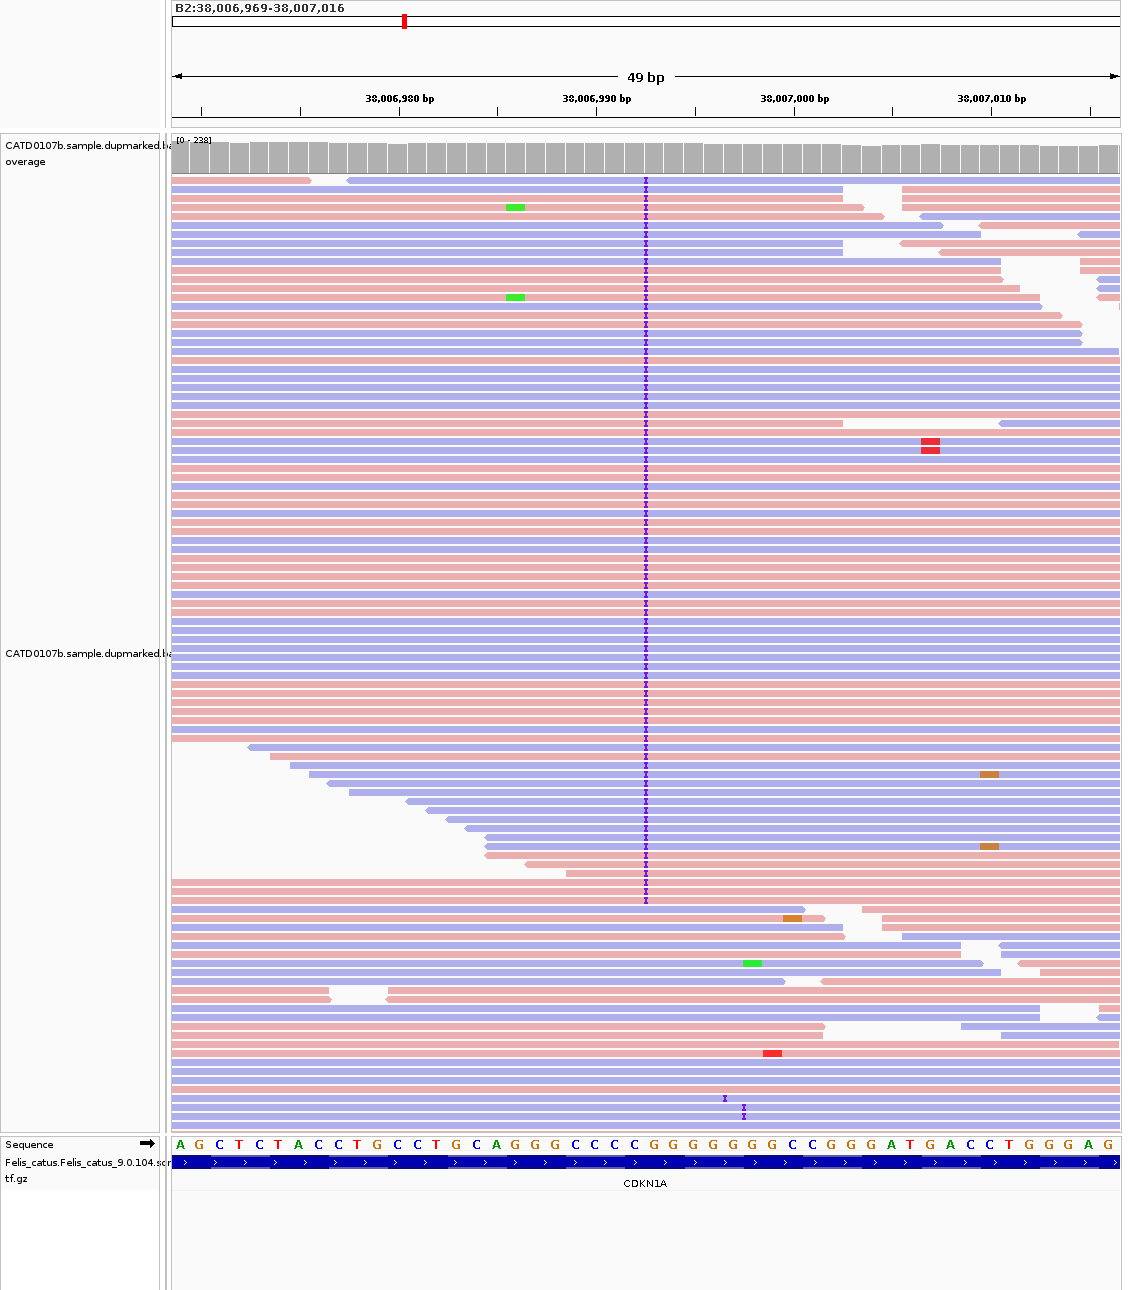 B2:38,006,969-38,007,016
49 bp
38,006,980 bp 38,006,990 bp 38,007,000 bp 38,007,010 bp
CATD0107b.sample.dupmarked.ba
overage
[0 - 238]
CATD0107b.sample.dupmarked.ba
Sequence A G C T C T A C C T G C C T G C A G G G C C C C G G G G G G G C C G G G A T G A C C T G G G A G
Felis_catus.Felis_catus_9.0.104.sor
tf.gz
CDKN1A